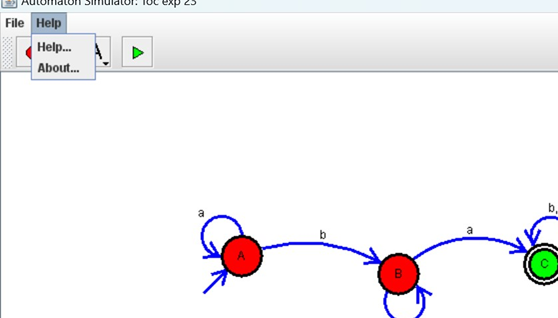 Automaton Simulator: Toc exp 23
File Help
Help...
About...
A
a
b
a
b,
A
B
C